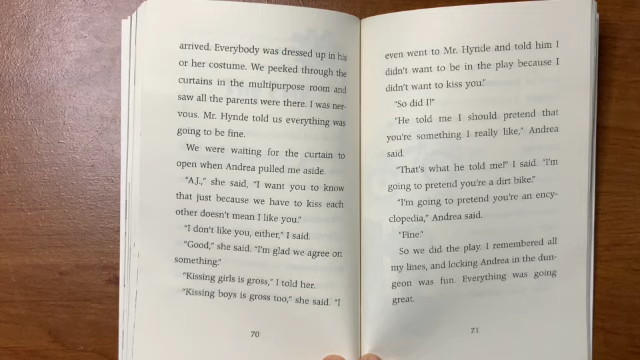 arrived. Everybody was dressed up in his
or her costume. We peeked through the
curtains in the multipurpose room and
saw all the parents were there. I was ner-
vous. Mr. Hynde told us everything was
going to be fine.
We were waiting for the curtain to
open when Andrea pulled me aside.
"A.J.," she said, "I want you to know
that just because we have to kiss each
other doesn't mean I like you."
"I don't like you, either," I said.
"Good," she said. "I'm glad we agree on
something."
"Kissing girls is gross," I told her.
"Kissing boys is gross too," she said. "I
70
even went to Mr. Hynde and told him I
didn't want to be in the play because I
didn't want to kiss you."
"So did I!"
"He told me I should pretend that
you're something I really like," Andrea
said.
"That's what he told me!" I said. "I'm
going to pretend you're a dirt bike."
"I'm going to pretend you're an ency-
clopedia," Andrea said.
"Fine."
So we did the play. I remembered all
my lines, and locking Andrea in the dun-
geon was fun. Everything was going
great.
71